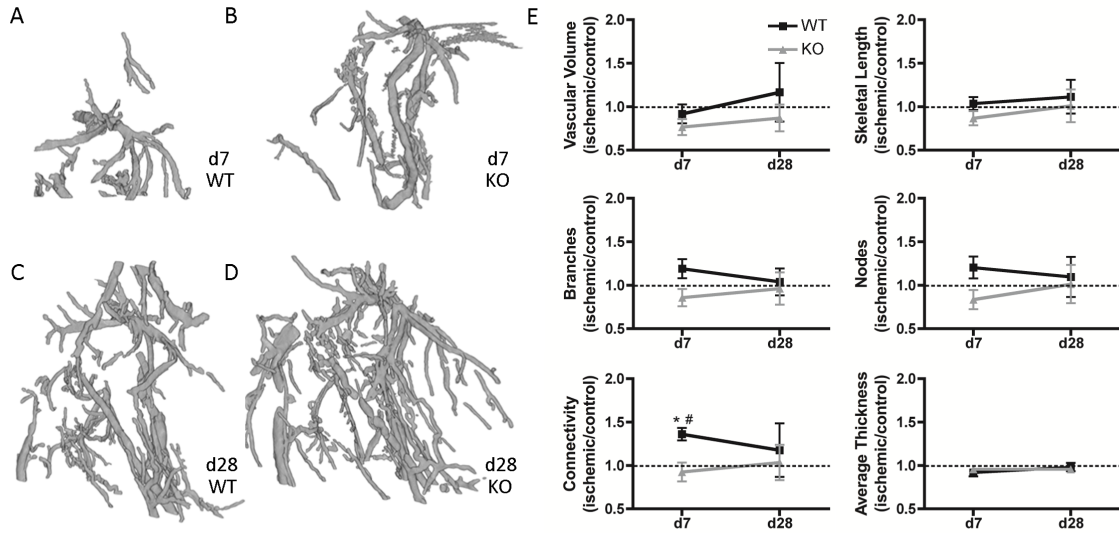 A
d7
WT
B
d7
KO
C
d28
WT
D
d28
KO
E
Vascular Volume
(ischemic/control)
2.0
1.5
1.0
0.5
d7
d28
WT
KO
Skeletal Length
(ischemic/control)
2.0
1.5
1.0
0.5
d7
d28
Branches
(ischemic/control)
2.0
1.5
1.0
0.5
d7
d28
Nodes
(ischemic/control)
2.0
1.5
1.0
0.5
d7
d28
Connectivity
(ischemic/control)
2.0
1.5
1.0
0.5
* #
d7
d28
Average Thickness
(ischemic/control)
2.0
1.5
1.0
0.5
d7
d28